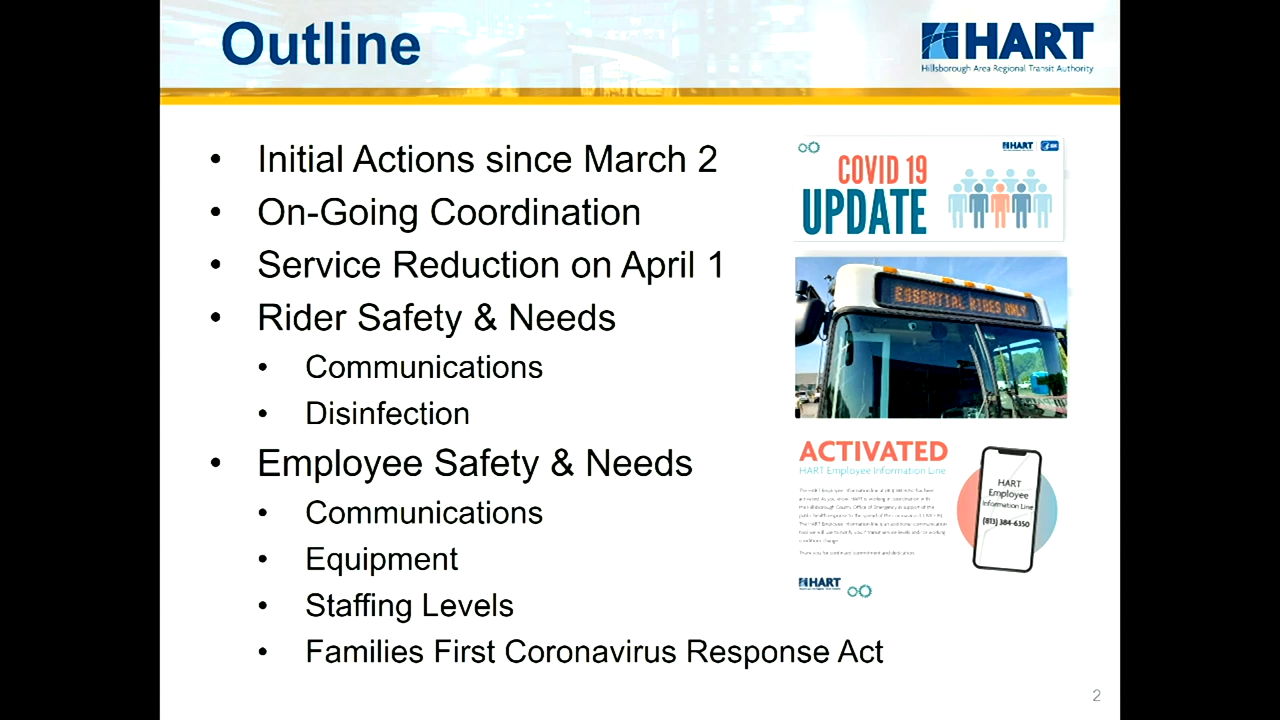 Outline
HART
Hillsborough Area Regional Transit Authority
• Initial Actions since March 2
• On-Going Coordination
• Service Reduction on April 1
• Rider Safety & Needs
• Communications
• Disinfection
• Employee Safety & Needs
• Communications
• Equipment
• Staffing Levels
• Families First Coronavirus Response Act
HART
COVID 19
UPDATE
ESSENTIAL RIDES ONLY
ACTIVATED
HART Employee Information Line
HART
Employee
Information Line
(813) 384-6350
HART
2